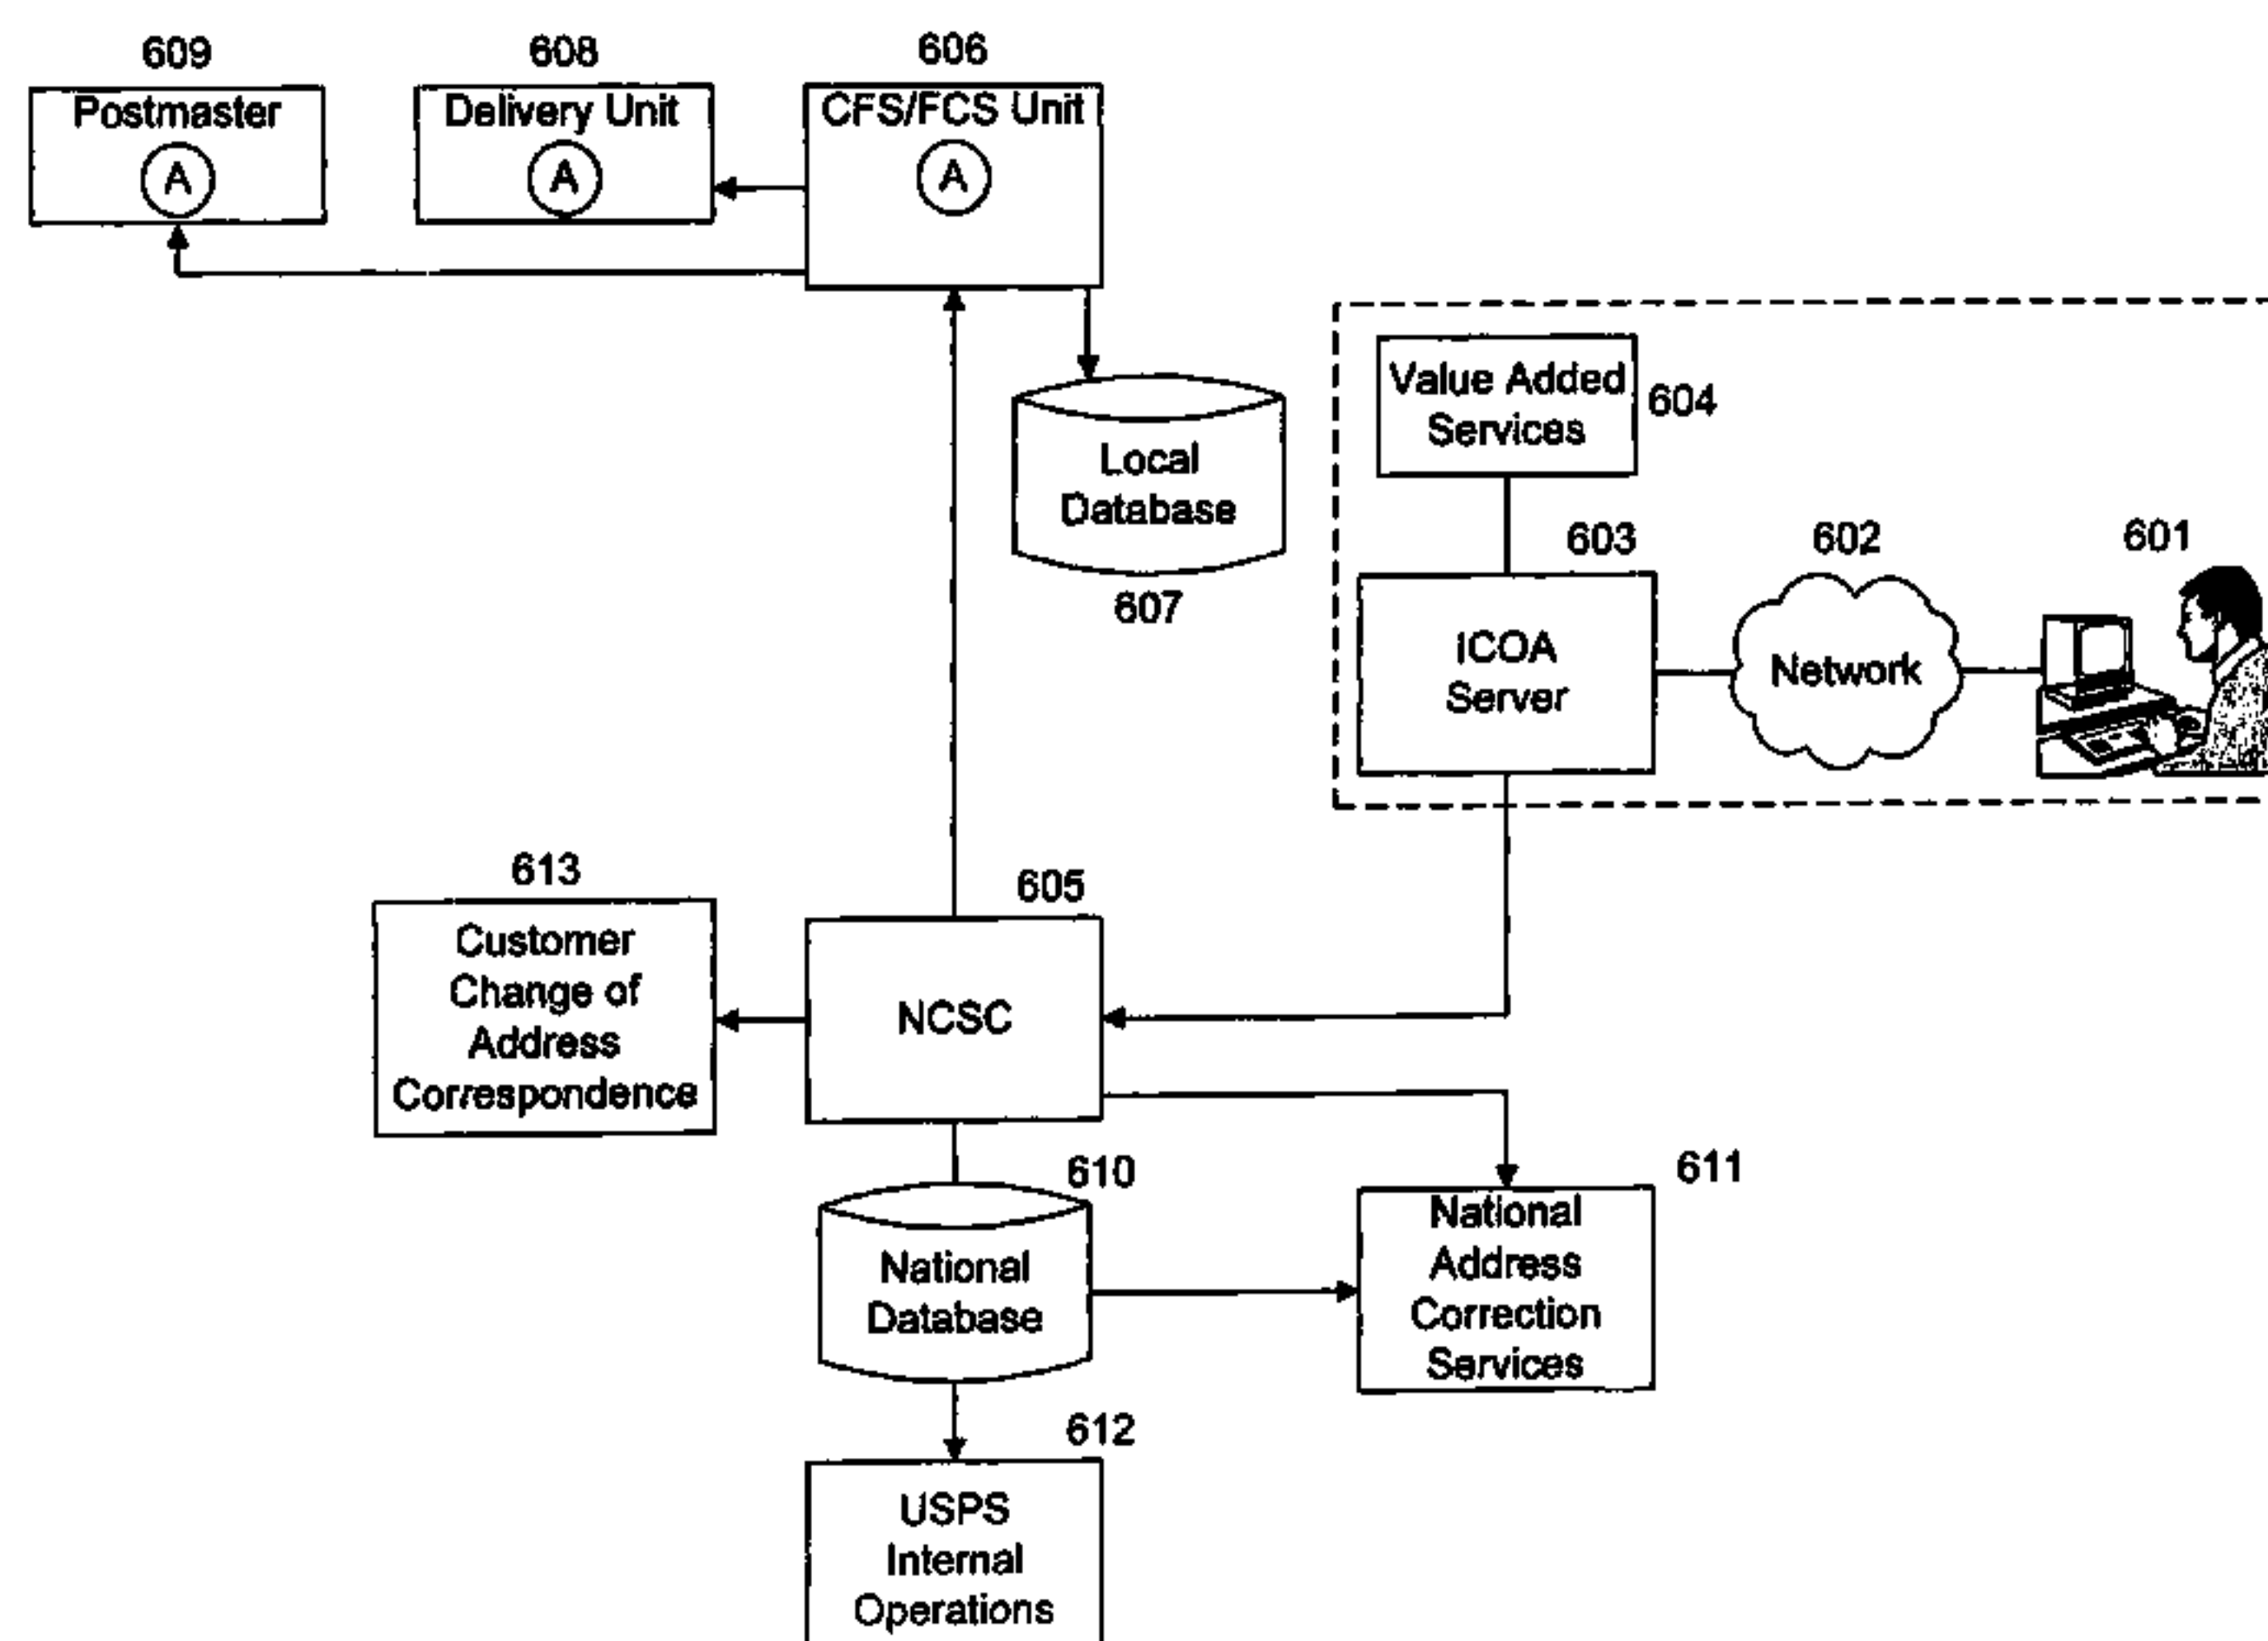 609
Postmaster
A
608
Delivery Unit
A
606
CFS/FCS Unit
A
Local
Database
607
Value Added
Services
604
603
ICOA
Server
602
Network
601
613
Customer
Change of
Address
Correspondence
605
NCSC
610
National
Database
611
National
Address
Correction
Services
612
USPS
Internal
Operations